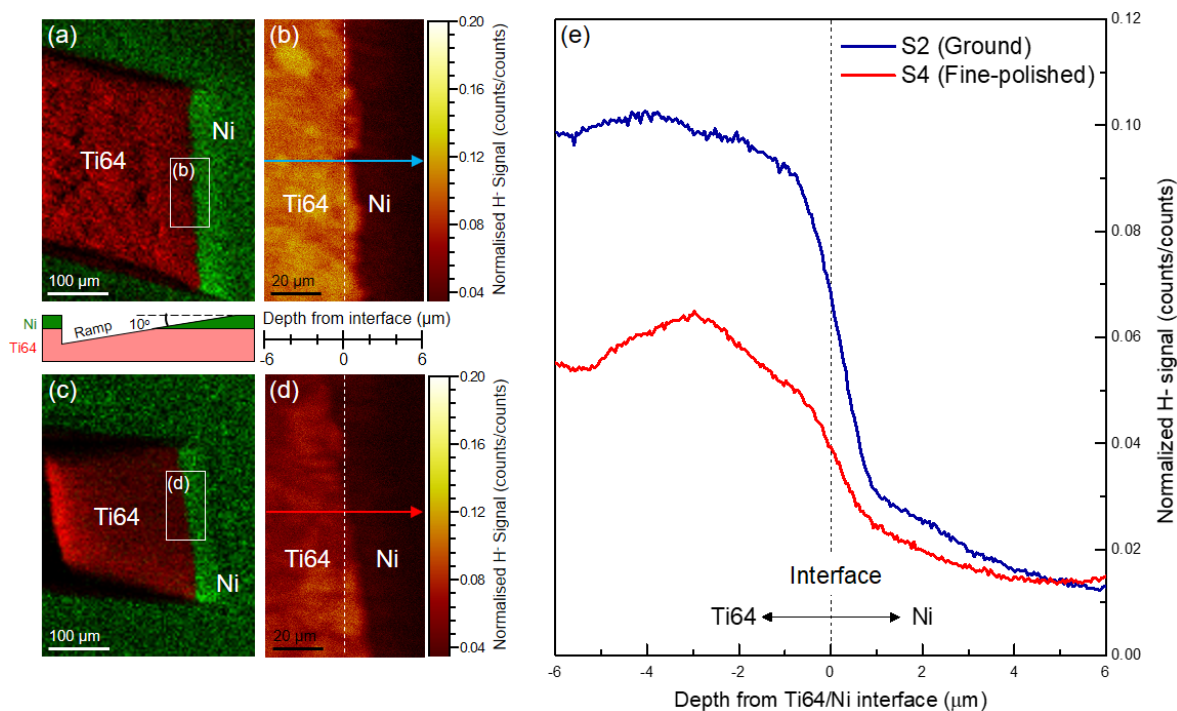 (a)
Ti64
Ni
(b)
100 µm
(b)
Ti64
Ni
20 µm
0.20
0.16
0.12
0.08
0.04
Normalised H- Signal (counts/counts)
Ni
Ti64
Ramp
10°
Depth from interface (µm)
-6
0
6
(c)
Ti64
Ni
(d)
100 µm
(d)
Ti64
Ni
20 µm
0.20
0.16
0.12
0.08
0.04
Normalised H- Signal (counts/counts)
(e)
S2 (Ground)
S4 (Fine-polished)
Interface
Ti64
Ni
0.12
0.10
0.08
0.06
0.04
0.02
0.00
Normalized H- signal (counts/counts)
-6
-4
-2
0
2
4
6
Depth from Ti64/Ni interface (µm)